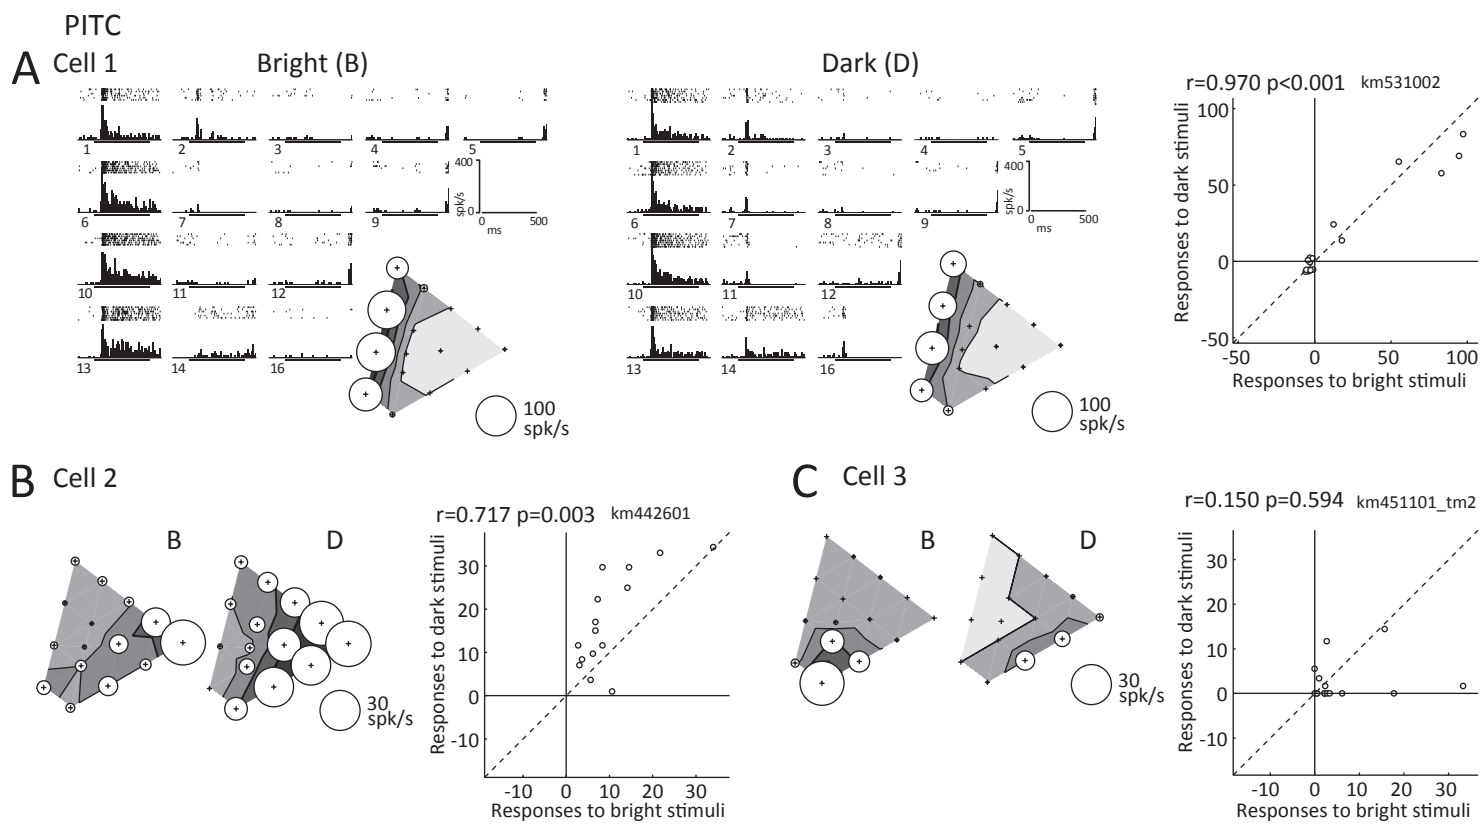 PITC
A Cell 1 Bright (B) Dark (D)
r=0.970 p<0.001 km531002
1 2 3 4 5
1 2 3 4 5
400
spk/s
0
0 500
ms
400
spk/s
0
0 500
ms
6 7 8 9
6 7 8 9
10 11 12
10 11 12
13 14 16
13 14 16
100
spk/s
100
spk/s
Responses to dark stimuli
100
50
0
-50
-50 0 50 100
Responses to bright stimuli
B Cell 2
B D
30
spk/s
r=0.717 p=0.003 km442601
Responses to dark stimuli
30
20
10
0
-10
-10 0 10 20 30
Responses to bright stimuli
C Cell 3
B D
30
spk/s
r=0.150 p=0.594 km451101_tm2
Responses to dark stimuli
30
20
10
0
-10
-10 0 10 20 30
Responses to bright stimuli